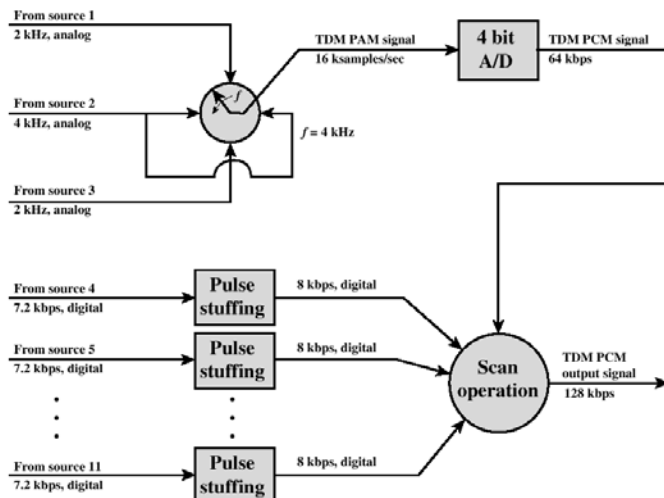 From source 1
2 kHz, analog
TDM PAM signal
16 ksamples/sec
4 bit
A/D
TDM PCM signal
64 kbps
f
From source 2
4 kHz, analog
f = 4 kHz
From source 3
2 kHz, analog
From source 4
7.2 kbps, digital
Pulse
stuffing
8 kbps, digital
From source 5
7.2 kbps, digital
Pulse
stuffing
8 kbps, digital
Scan
operation
TDM PCM
output signal
128 kbps
From source 11
7.2 kbps, digital
Pulse
stuffing
8 kbps, digital